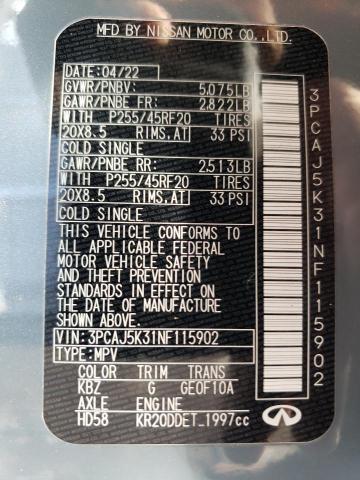 MFD BY NISSAN MOTOR CO.,LTD.
DATE:04/22
GVWR/PNBV: 5.075LB
GAWR/PNBE FR: 2.822LB
WITH P255/45RF20 TIRES
20X8.5 RIMS.AT 33 PSI
COLD SINGLE
GAWR/PNBE RR: 2.513LB
WITH P255/45RF20 TIRES
20X8.5 RIMS.AT 33 PSI
COLD SINGLE
THIS VEHICLE CONFORMS TO
ALL APPLICABLE FEDERAL
MOTOR VEHICLE SAFETY
AND THEFT PREVENTION
STANDARDS IN EFFECT ON
THE DATE OF MANUFACTURE
SHOWN ABOVE.
VIN:3PCAJ5K31NF115902
TYPE:MPV
COLOR TRIM TRANS
KBZ G GE0F10A
AXLE ENGINE
HD58 KR20DDET_1997cc
3PCAJ5K31NF115902